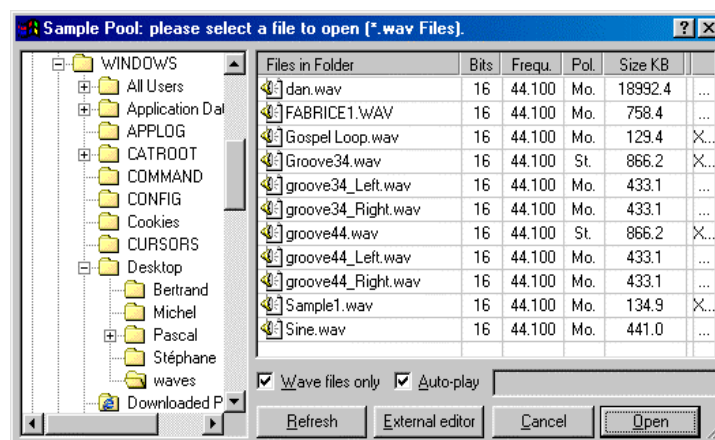 Sample Pool: please select a file to open (*.wav Files).
WINDOWS
All Users
Application Dat
APPLOG
CATROOT
COMMAND
CONFIG
Cookies
CURSORS
Desktop
Bertrand
Michel
Pascal
Stéphane
waves
Downloaded P
Files in Folder Bits Frequ. Pol. Size KB
dan.wav 16 44.100 Mo. 18992.4 ...
FABRICE1.WAV 16 44.100 Mo. 758.4 ...
Gospel Loop.wav 16 44.100 Mo. 129.4 X...
Groove34.wav 16 44.100 St. 866.2 X...
groove34_Left.wav 16 44.100 Mo. 433.1 ...
groove34_Right.wav 16 44.100 Mo. 433.1 ...
groove44.wav 16 44.100 St. 866.2 X...
groove44_Left.wav 16 44.100 Mo. 433.1 ...
groove44_Right.wav 16 44.100 Mo. 433.1 ...
Sample1.wav 16 44.100 Mo. 134.9 X...
Sine.wav 16 44.100 Mo. 441.0 ...
Wave files only Auto-play
Refresh External editor Cancel Open